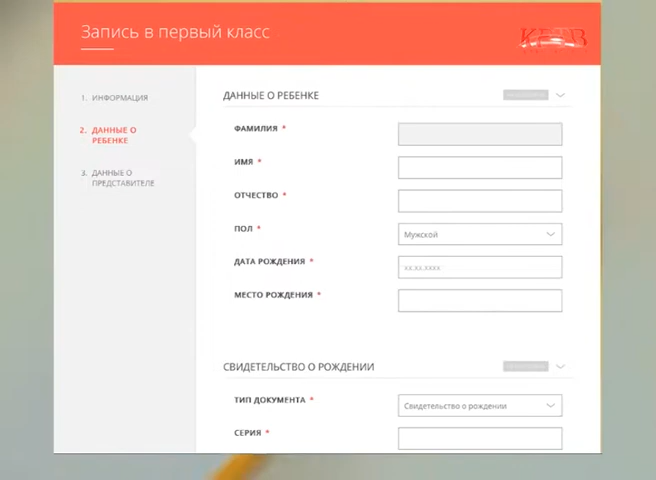 Запись в первый класс
1. ИНФОРМАЦИЯ
2. ДАННЫЕ О
РЕБЕНКЕ
3. ДАННЫЕ О
ПРЕДСТАВИТЕЛЕ
ДАННЫЕ О РЕБЕНКЕ
ФАМИЛИЯ *
ИМЯ *
ОТЧЕСТВО *
ПОЛ *
Мужской
ДАТА РОЖДЕНИЯ *
xx.xx.xxxx
МЕСТО РОЖДЕНИЯ *
СВИДЕТЕЛЬСТВО О РОЖДЕНИИ
ТИП ДОКУМЕНТА *
Свидетельство о рождении
СЕРИЯ *